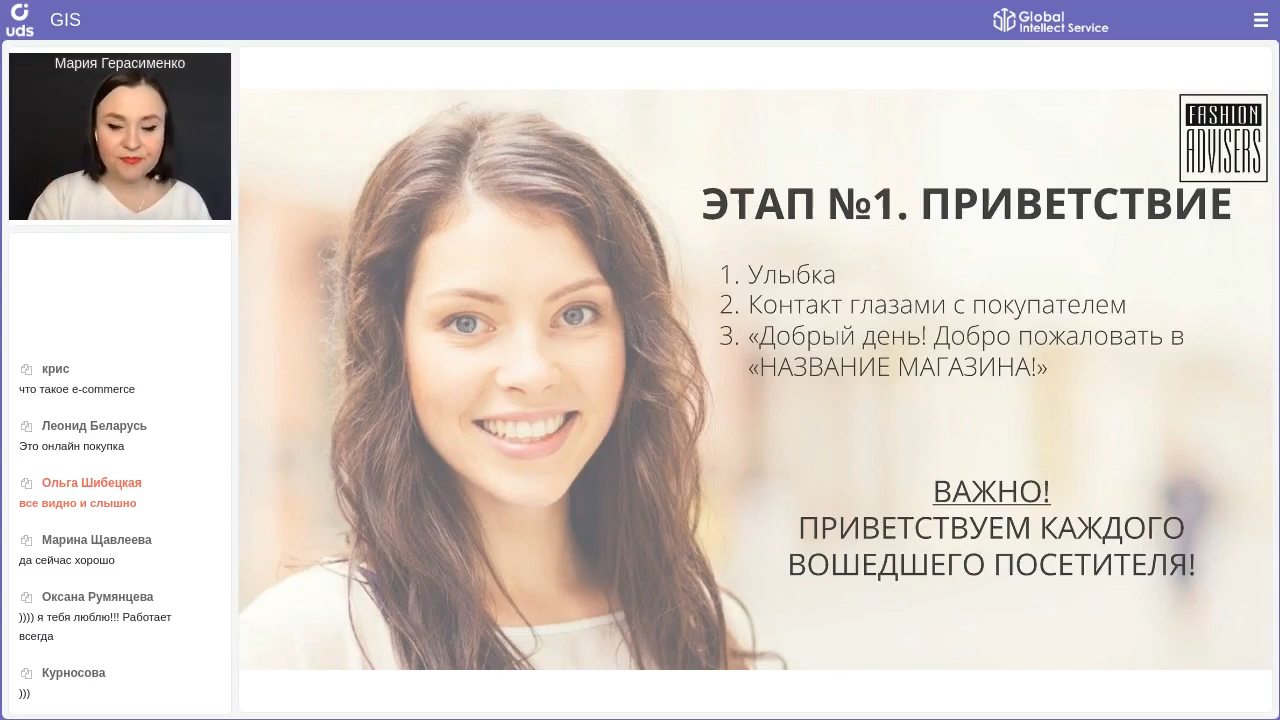 uds
GIS
Global
Intellect Service
Мария Герасименко
крис
что такое e-commerce
Леонид Беларусь
Это онлайн покупка
Ольга Шибецкая
все видно и слышно
Марина Щавлеева
да сейчас хорошо
Оксана Румянцева
)))) я тебя люблю!!! Работает
всегда
Курносова
)))
FASHION
ADVISERS
ЭТАП №1. ПРИВЕТСТВИЕ
1. Улыбка
2. Контакт глазами с покупателем
3. «Добрый день! Добро пожаловать в
«НАЗВАНИЕ МАГАЗИНА!»
ВАЖНО!
ПРИВЕТСТВУЕМ КАЖДОГО
ВОШЕДШЕГО ПОСЕТИТЕЛЯ!